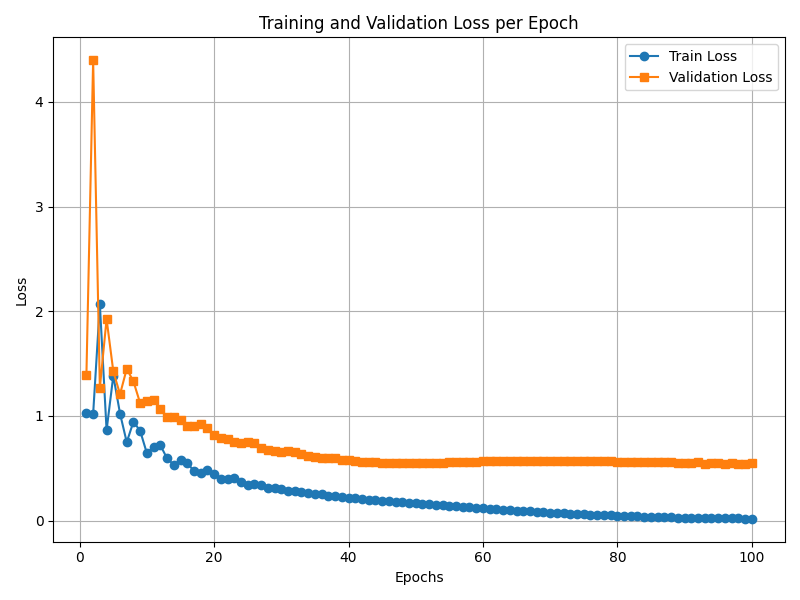 Training and Validation Loss per Epoch
Train Loss
Validation Loss
Loss
4
3
2
1
0
0 20 40 60 80 100
Epochs